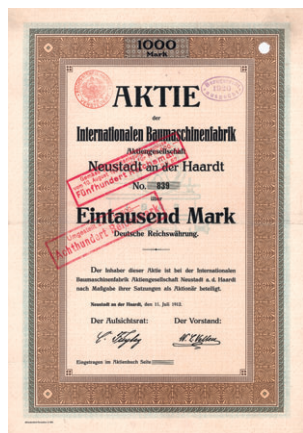 1000
Mark
AKTIE
der
Internationalen Baumaschinenfabrik
Aktiengesellschaft
Neustadt an der Haardt
No. 839
über
Eintausend Mark
Deutsche Reichswährung.
Fünfhundert Reichsmark
Achthundert
Der Inhaber dieser Aktie ist bei der Internationalen
Baumaschinenfabrik Aktiengesellschaft Neustadt a. d. Haardt
nach Maßgabe ihrer Satzungen als Aktionär beteiligt.
Neustadt an der Haardt, den 11. Juli 1912.
Der Aufsichtsrat: Der Vorstand:
Eingetragen im Aktienbuch Seite